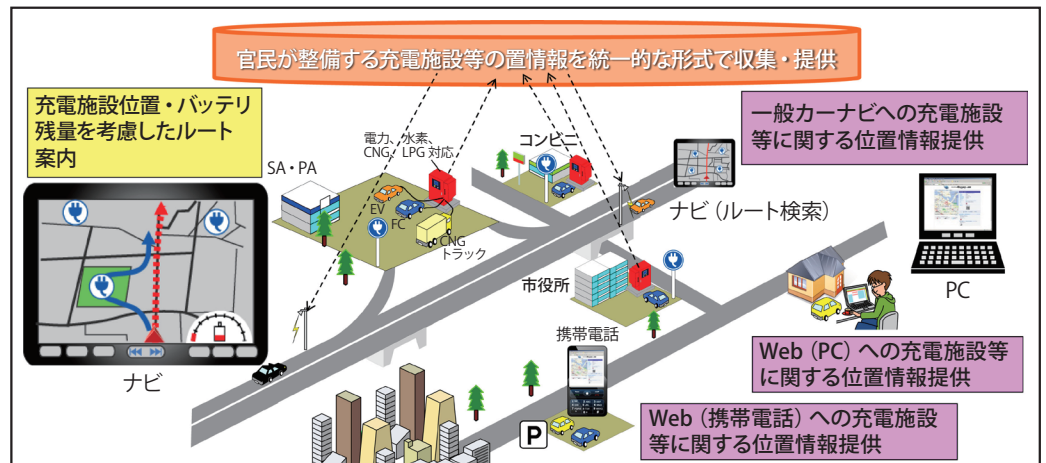 官民が整備する充電施設等の置情報を統一的な形式で収集・提供
充電施設位置・バッテリ
残量を考慮したルート
案内
一般カーナビへの充電施設
等に関する位置情報提供
電力、水素、
CNG、LPG 対応
コンビニ
SA・PA
EV
FC
CNG
トラック
ナビ（ルート検索）
市役所
PC
携帯電話
ナビ
Web（PC）への充電施設等
に関する位置情報提供
Web（携帯電話）への充電施設
等に関する位置情報提供
P